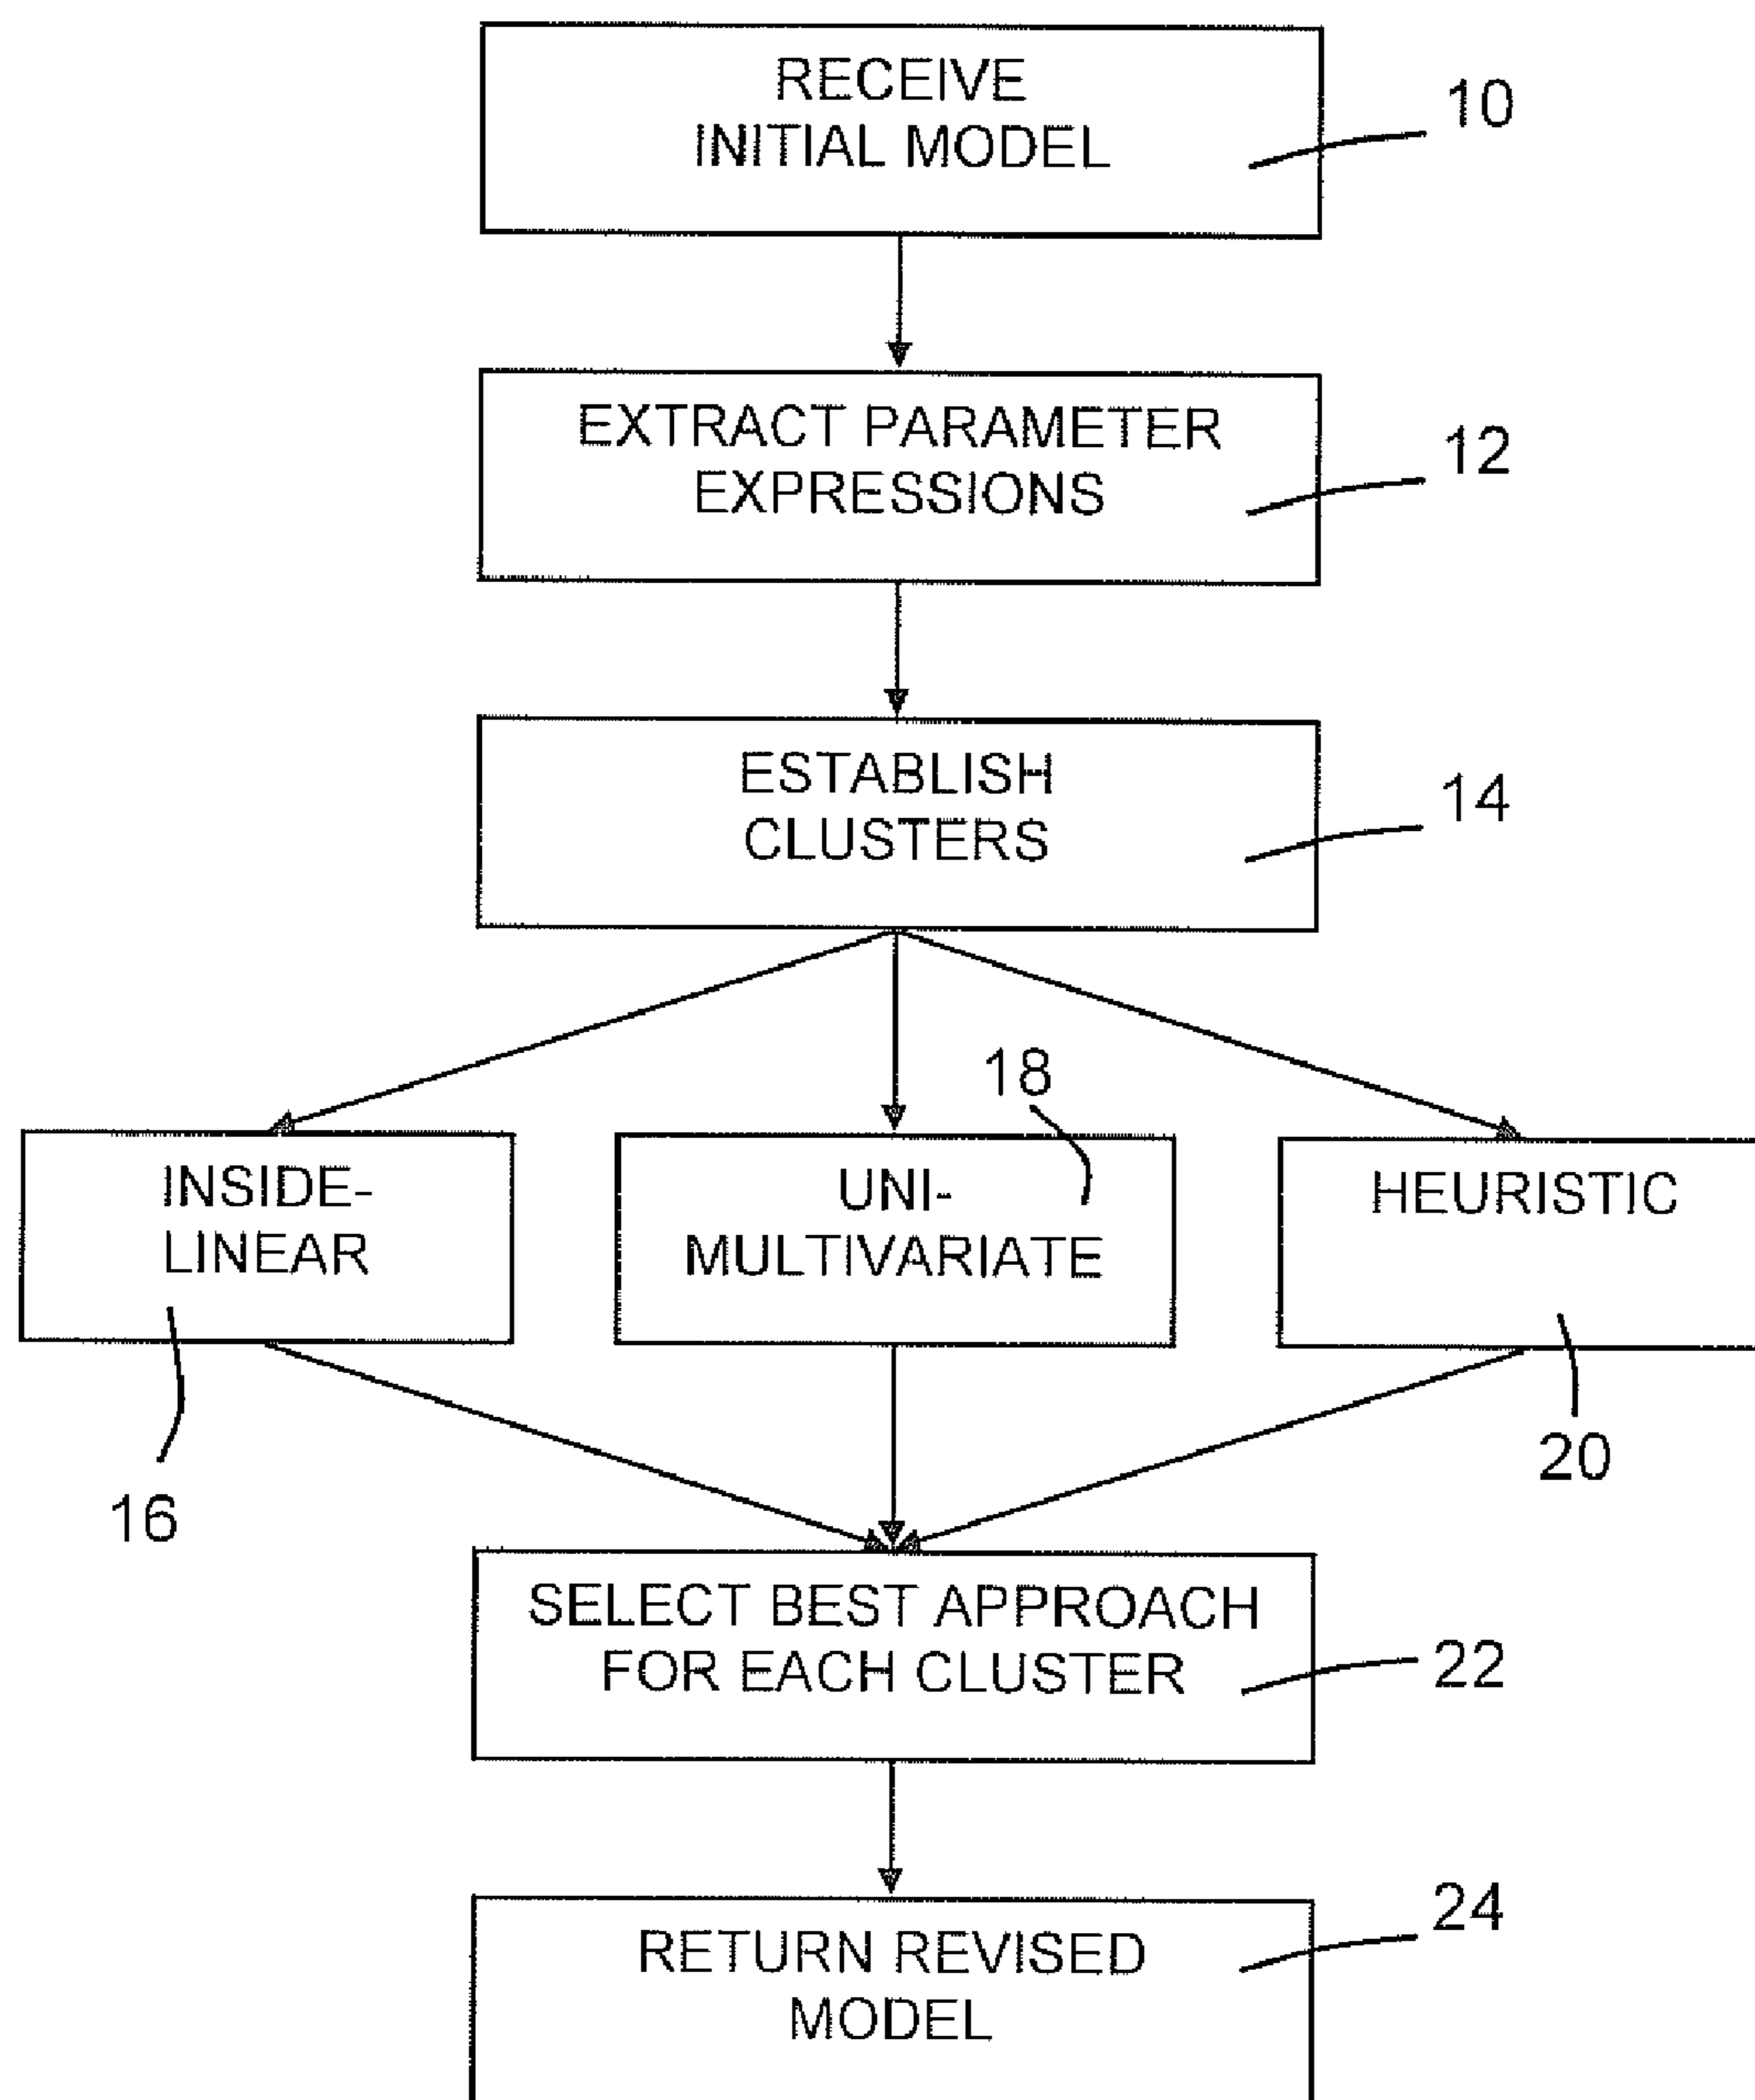 RECEIVE
INITIAL MODEL
10
EXTRACT PARAMETER
EXPRESSIONS
12
ESTABLISH
CLUSTERS
14
INSIDE-
LINEAR
16
UNI-
MULTIVARIATE
18
HEURISTIC
20
SELECT BEST APPROACH
FOR EACH CLUSTER
22
RETURN REVISED
MODEL
24